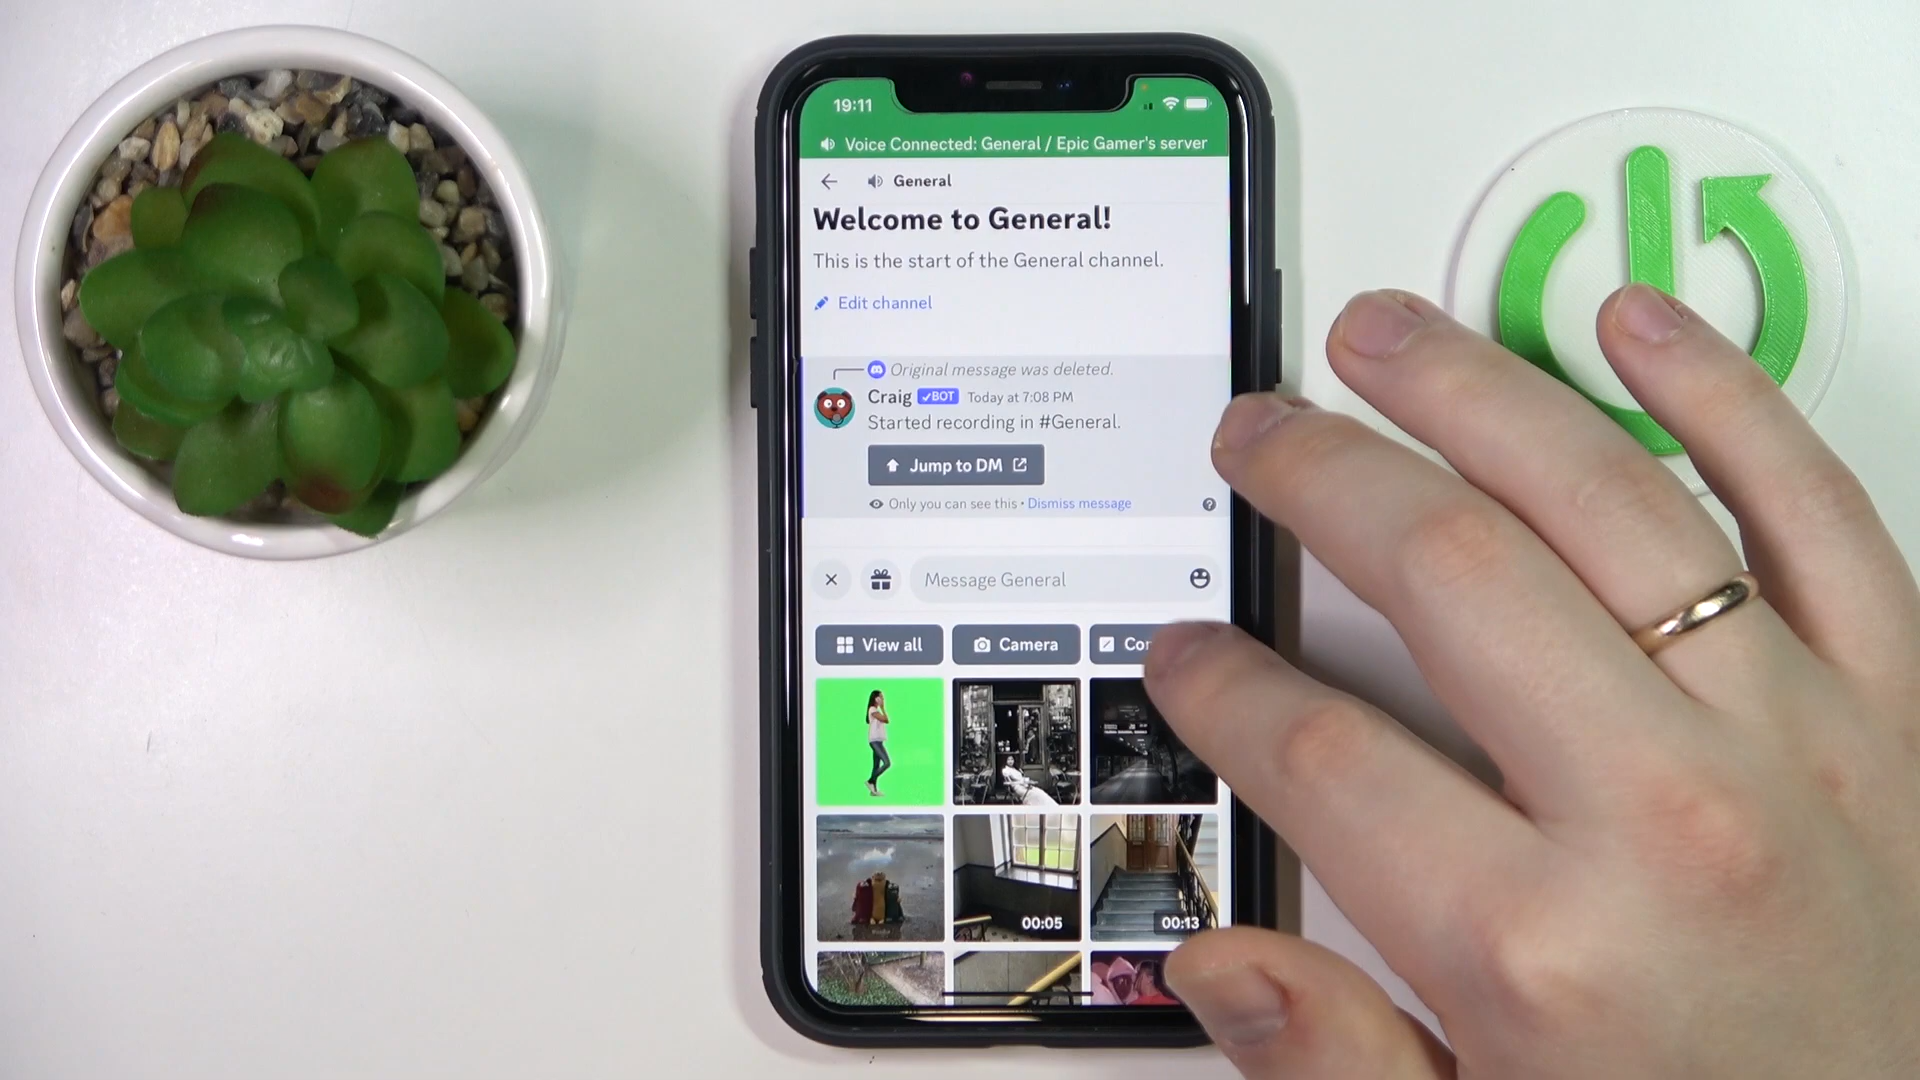 19:11
Voice Connected: General / Epic Gamer's server
General
Welcome to General!
This is the start of the General channel.
Edit channel
Original message was deleted.
Craig ✓BOT Today at 7:08 PM
Started recording in #General.
Jump to DM
Only you can see this • Dismiss message
Message General
View all
Camera
00:05
00:13